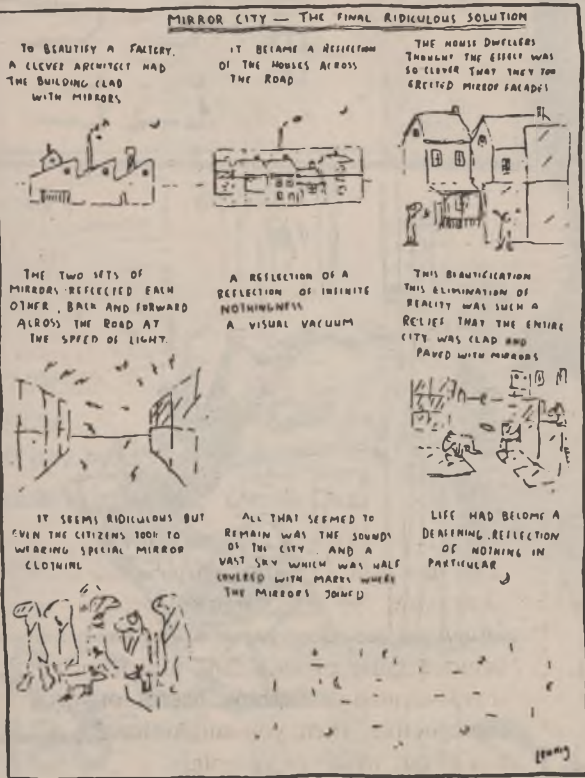 MIRROR CITY — THE FINAL RIDICULOUS SOLUTION
TO BEAUTIFY A FACTORY.
A CLEVER ARCHITECT HAD
THE BUILDING CLAD
WITH MIRRORS
IT BECAME A REFLECTION
OF THE HOUSES ACROSS
THE ROAD
THE HOUSE DWELLERS
THOUGHT THE EFFECT WAS
SO CLEVER THAT THEY TOO
ERECTED MIRROR FACADES
THE TWO SETS OF
MIRRORS REFLECTED EACH
OTHER, BACK AND FORWARD
ACROSS THE ROAD AT
THE SPEED OF LIGHT.
A REFLECTION OF A
REFLECTION OF INFINITE
NOTHINGNESS
A VISUAL VACUUM
THIS BEAUTIFICATION
THIS ELIMINATION OF
REALITY WAS SUCH A
RELIEF THAT THE ENTIRE
CITY WAS CLAD AND
PAVED WITH MIRRORS
IT SEEMS RIDICULOUS BUT
EVEN THE CITIZENS TOOK TO
WEARING SPECIAL MIRROR
CLOTHING
ALL THAT SEEMED TO
REMAIN WAS THE SOUNDS
OF THE CITY AND A
VAST SKY WHICH WAS HALF
COVERED WITH MARKS WHERE
THE MIRRORS JOINED
LIFE HAD BECOME A
DEAFENING REFLECTION
OF NOTHING IN
PARTICULAR
Leunig